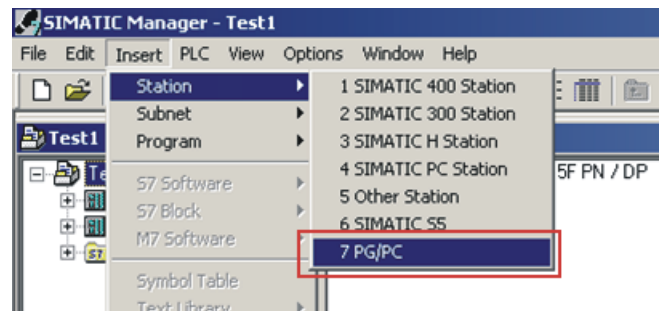 SIMATIC Manager - Test1
File Edit Insert PLC View Options Window Help
Station
Subnet
Program
S7 Software
S7 Block
M7 Software
Symbol Table
Text Library
1 SIMATIC 400 Station
2 SIMATIC 300 Station
3 SIMATIC H Station
4 SIMATIC PC Station
5 Other Station
6 SIMATIC S5
7 PG/PC
Test1
Te
5F PN / DP
S7